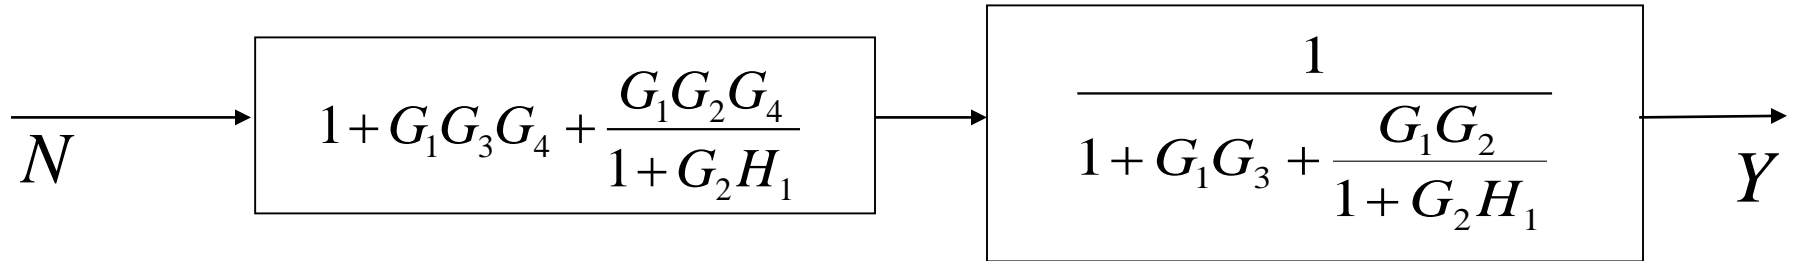 N
1 + G₁G₃G₄ + G₁G₂G₄ / 1 + G₂H₁
1 / 1 + G₁G₃ + G₁G₂ / 1 + G₂H₁
Y